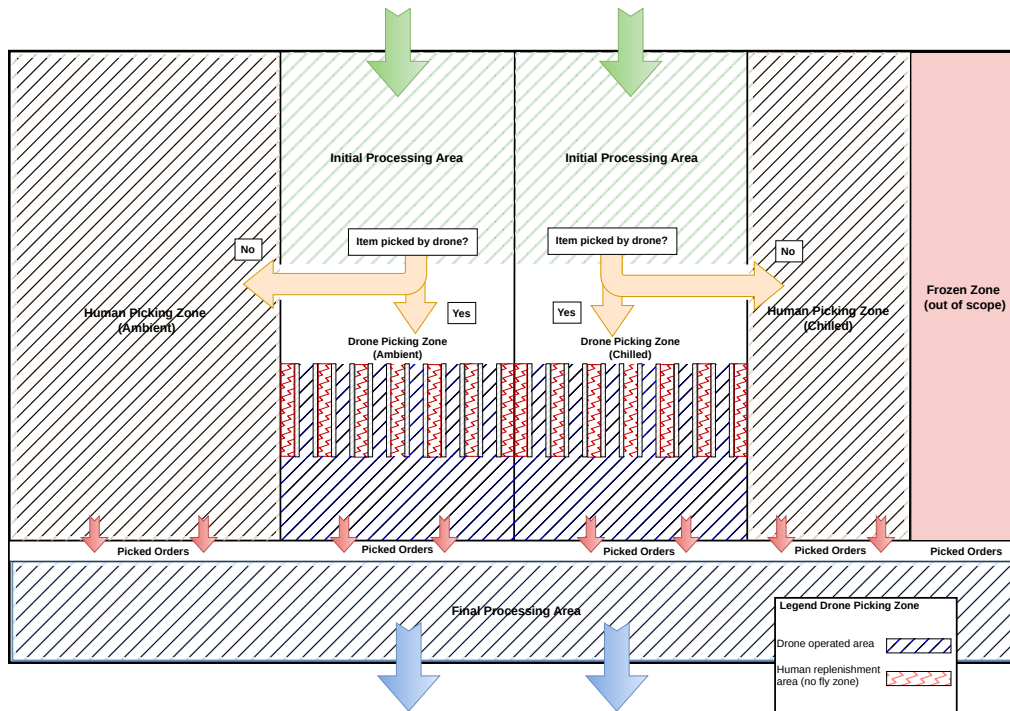 Initial Processing Area
Initial Processing Area
Item picked by drone?
Item picked by drone?
No
No
Human Picking Zone
(Ambient)
Yes
Yes
Human Picking Zone
(Chilled)
Frozen Zone
(out of scope)
Drone Picking Zone
(Ambient)
Drone Picking Zone
(Chilled)
Picked Orders
Picked Orders
Picked Orders
Picked Orders
Picked Orders
Final Processing Area
Legend Drone Picking Zone
Drone operated area
Human replenishment
area (no fly zone)